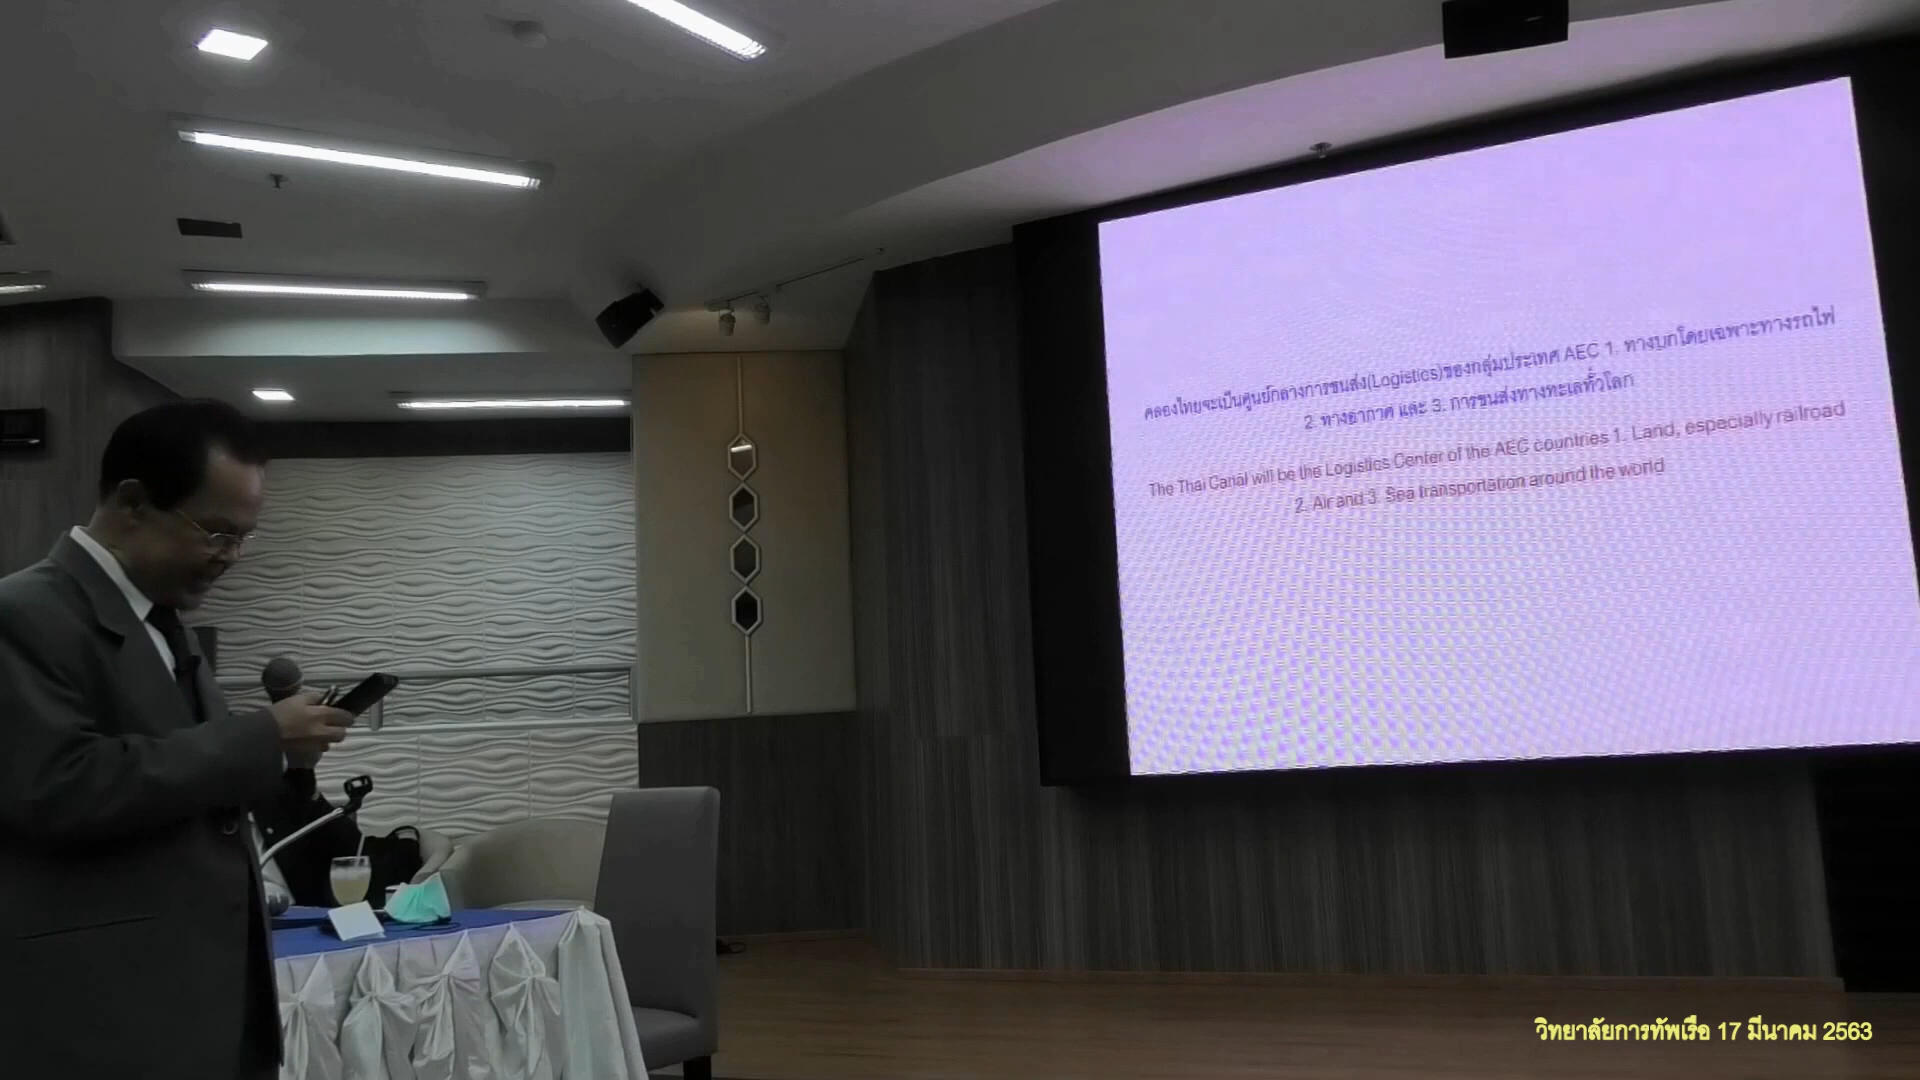 คลองไทยจะเป็นศูนย์กลางการขนส่ง(Logistics)ของกลุ่มประเทศ AEC 1. ทางบกโดยเฉพาะทางรถไฟ
2. ทางอากาศ และ 3. การขนส่งทางทะเลทั่วโลก
The Thai Canal will be the Logistics Center of the AEC countries 1. Land, especially railroad
2. Air and 3. Sea transportation around the world
วิทยาลัยการทัพเรือ 17 มีนาคม 2563